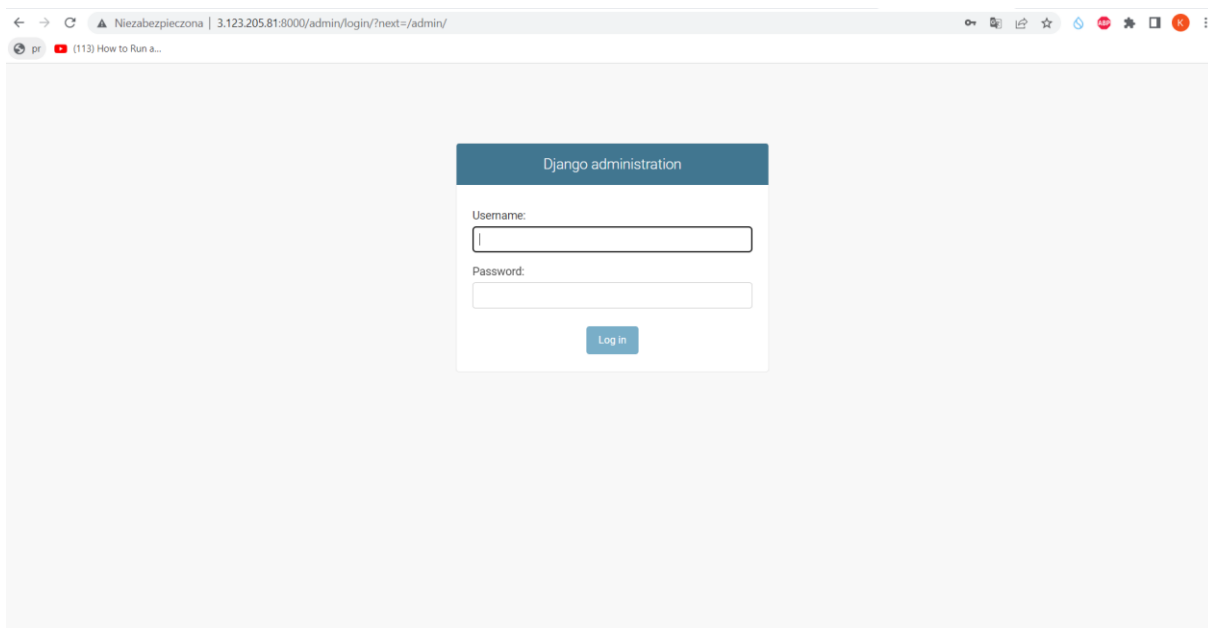 Niezabezpieczona | 3.123.205.81:8000/admin/login/?next=/admin/
ABP
K
pr
(113) How to Run a...
Django administration
Username:
Password:
Log in